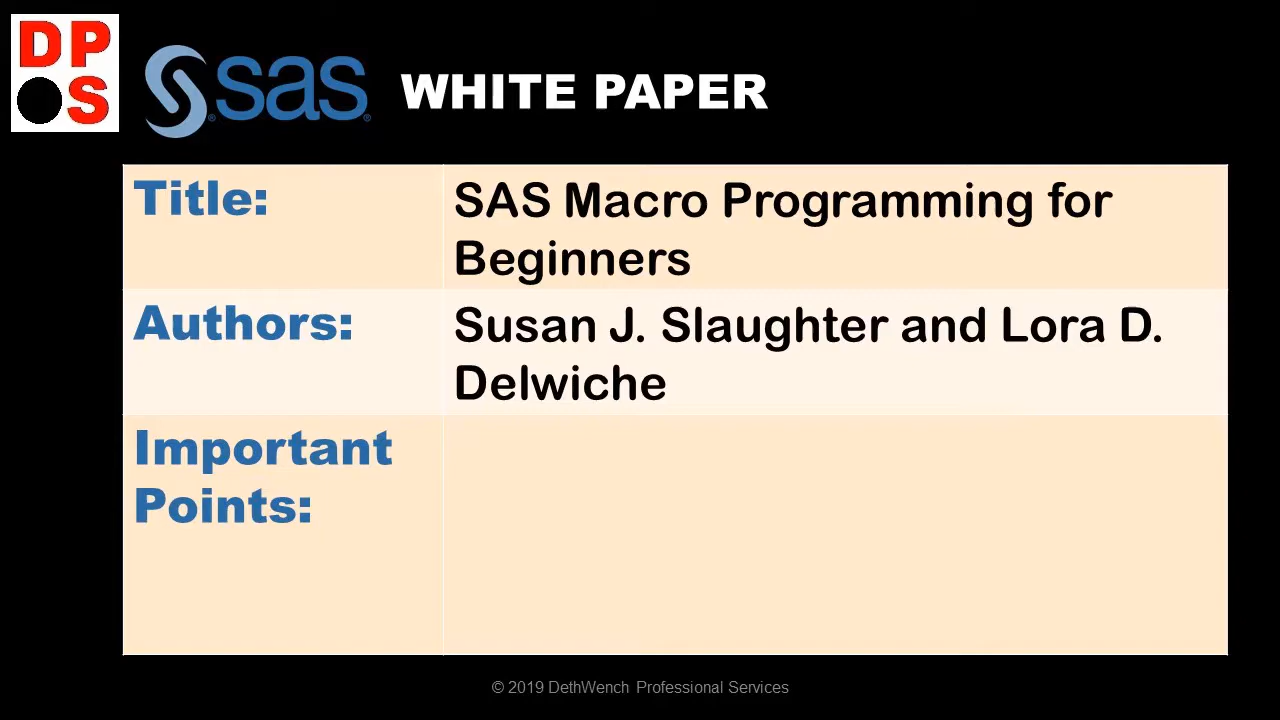 DP
S
sas
WHITE PAPER
Title:
SAS Macro Programming for
Beginners
Authors:
Susan J. Slaughter and Lora D.
Delwiche
Important
Points:
© 2019 DethWench Professional Services